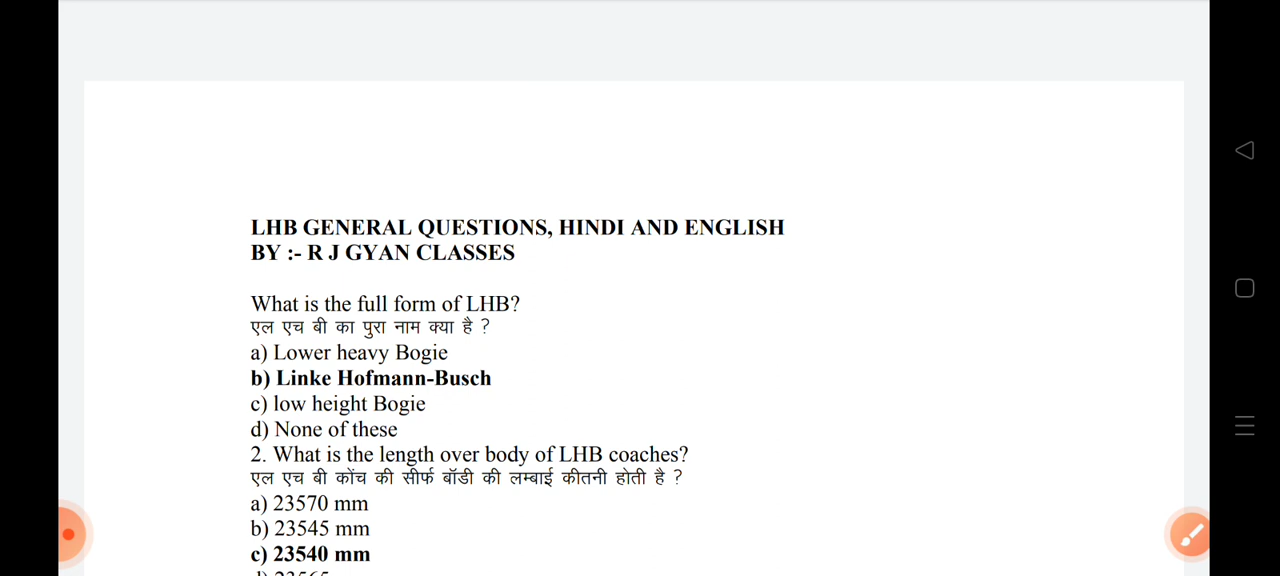 LHB GENERAL QUESTIONS, HINDI AND ENGLISH
BY :- R J GYAN CLASSES
What is the full form of LHB?
एल एच बी का पुरा नाम क्या है ?
a) Lower heavy Bogie
b) Linke Hofmann-Busch
c) low height Bogie
d) None of these
2. What is the length over body of LHB coaches?
एल एच बी कोंच की सीर्फ बॉडी की लम्बाई कीतनी होती है ?
a) 23570 mm
b) 23545 mm
c) 23540 mm